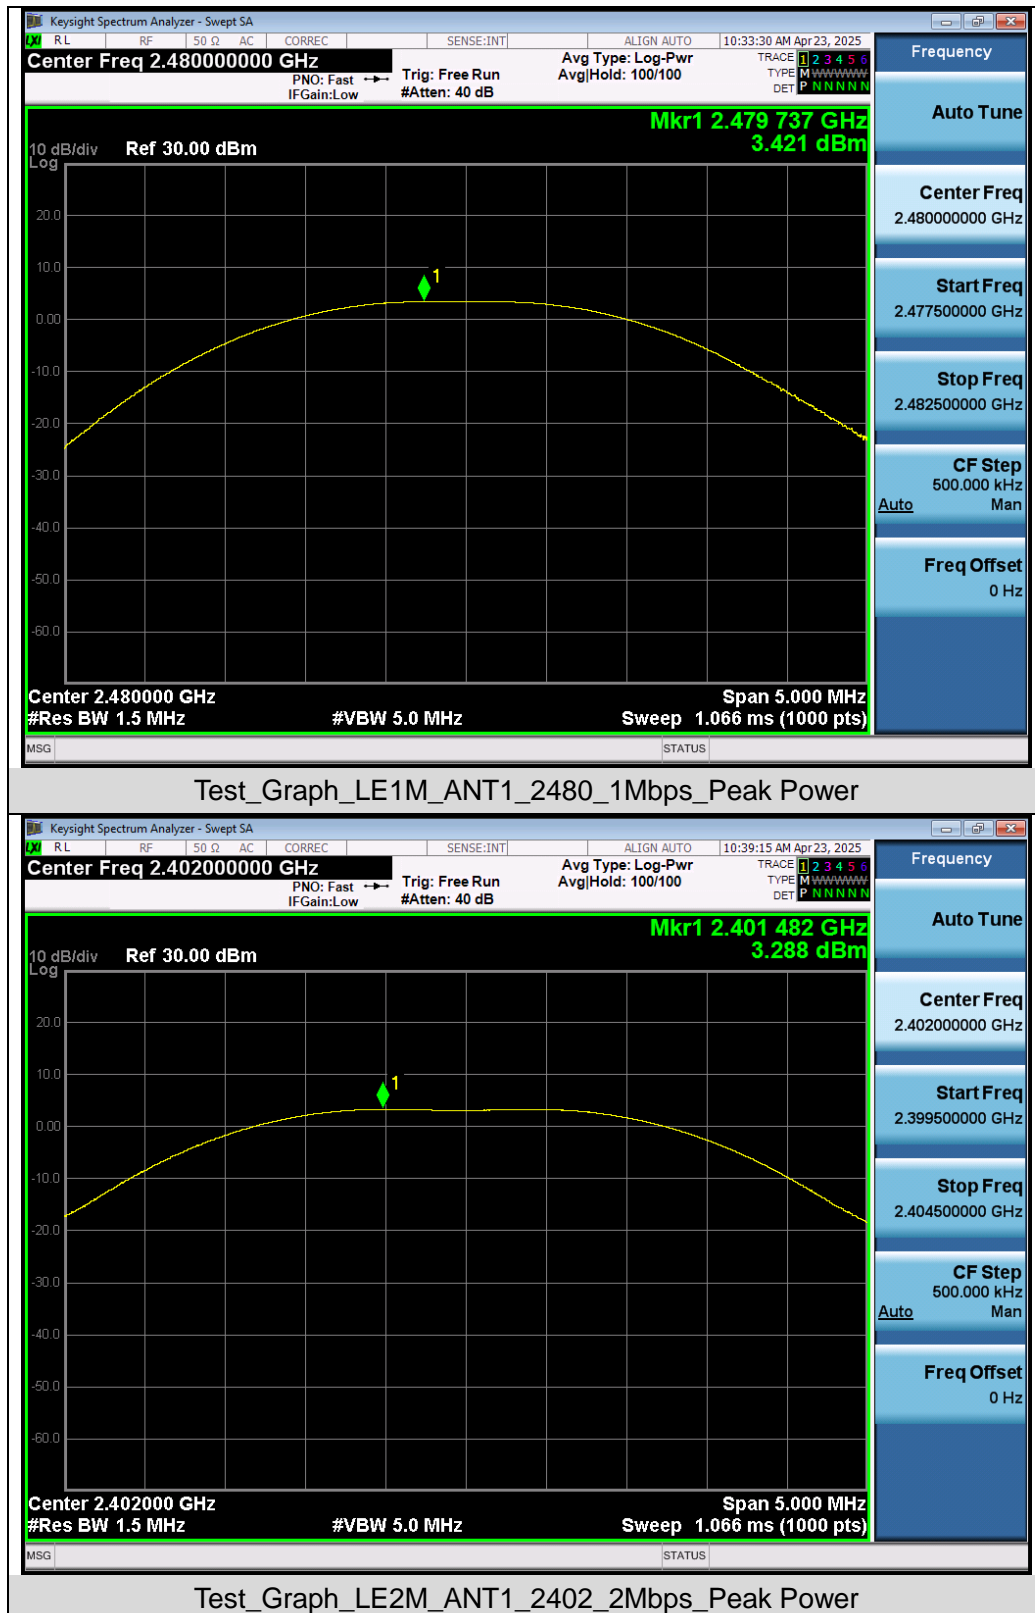 Keysight Spectrum Analyzer - Swept SA
LXI RL RF 50 Ω AC CORREC SENSE:INT ALIGN AUTO 10:33:30 AM Apr 23, 2025
Center Freq 2.480000000 GHz
PNO: Fast
IFGain:Low
Trig: Free Run
#Atten: 40 dB
Avg Type: Log-Pwr
Avg|Hold: 100/100
TRACE 1 2 3 4 5 6
TYPE M WWWWW
DET P N N N N N
Frequency
Mkr1 2.479 737 GHz
3.421 dBm
10 dB/div Ref 30.00 dBm
Log
20.0
10.0
0.00
-10.0
-20.0
-30.0
-40.0
-50.0
-60.0
1
Center 2.480000 GHz
Span 5.000 MHz
#Res BW 1.5 MHz
#VBW 5.0 MHz
Sweep 1.066 ms (1000 pts)
MSG
STATUS
Auto Tune
Center Freq
2.480000000 GHz
Start Freq
2.477500000 GHz
Stop Freq
2.482500000 GHz
CF Step
500.000 kHz
Auto Man
Freq Offset
0 Hz
Test_Graph_LE1M_ANT1_2480_1Mbps_Peak Power
Keysight Spectrum Analyzer - Swept SA
LXI RL RF 50 Ω AC CORREC SENSE:INT ALIGN AUTO 10:39:15 AM Apr 23, 2025
Center Freq 2.402000000 GHz
PNO: Fast
IFGain:Low
Trig: Free Run
#Atten: 40 dB
Avg Type: Log-Pwr
Avg|Hold: 100/100
TRACE 1 2 3 4 5 6
TYPE M WWWWW
DET P N N N N N
Frequency
Mkr1 2.401 482 GHz
3.288 dBm
10 dB/div Ref 30.00 dBm
Log
20.0
10.0
0.00
-10.0
-20.0
-30.0
-40.0
-50.0
-60.0
1
Center 2.402000 GHz
Span 5.000 MHz
#Res BW 1.5 MHz
#VBW 5.0 MHz
Sweep 1.066 ms (1000 pts)
MSG
STATUS
Auto Tune
Center Freq
2.402000000 GHz
Start Freq
2.399500000 GHz
Stop Freq
2.404500000 GHz
CF Step
500.000 kHz
Auto Man
Freq Offset
0 Hz
Test_Graph_LE2M_ANT1_2402_2Mbps_Peak Power